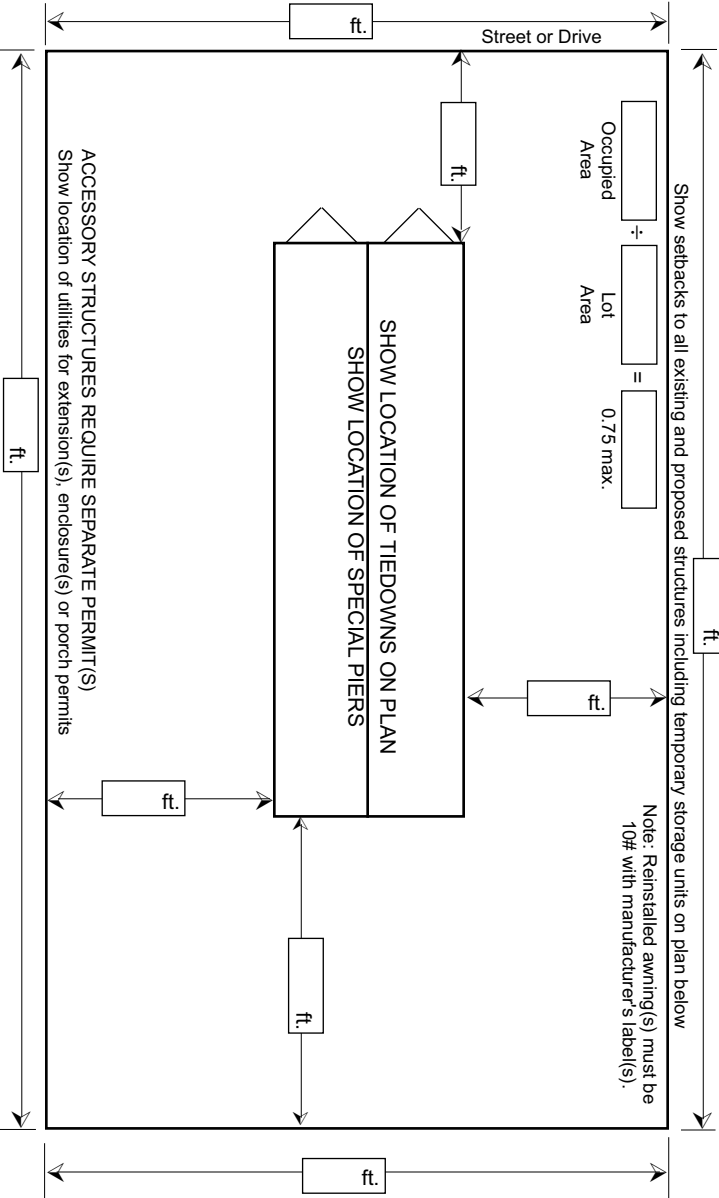 Show setbacks to all existing and proposed structures including temporary storage units on plan below
ft.
ft.
Street or Drive
Occupied
Area
÷
Lot
Area
=
0.75 max.
Note: Reinstalled awning(s) must be
10# with manufacturer's label(s).
ft.
ft.
SHOW LOCATION OF TIEDOWNS ON PLAN
SHOW LOCATION OF SPECIAL PIERS
ft.
ft.
ACCESSORY STRUCTURES REQUIRE SEPARATE PERMIT(S)
Show location of utilities for extension(s), enclosure(s) or porch permits
ft.
ft.